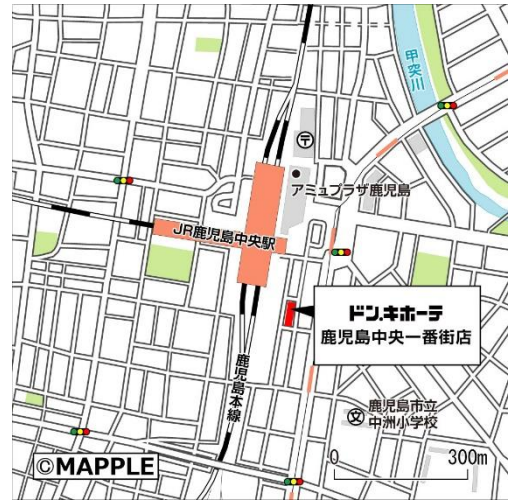 甲突川
〒
アミュプラザ鹿児島
JR鹿児島中央駅
ドン.キホーテ
鹿児島中央一番街店
鹿児島本線
文
鹿児島市立
中洲小学校
0 300m
©MAPPLE